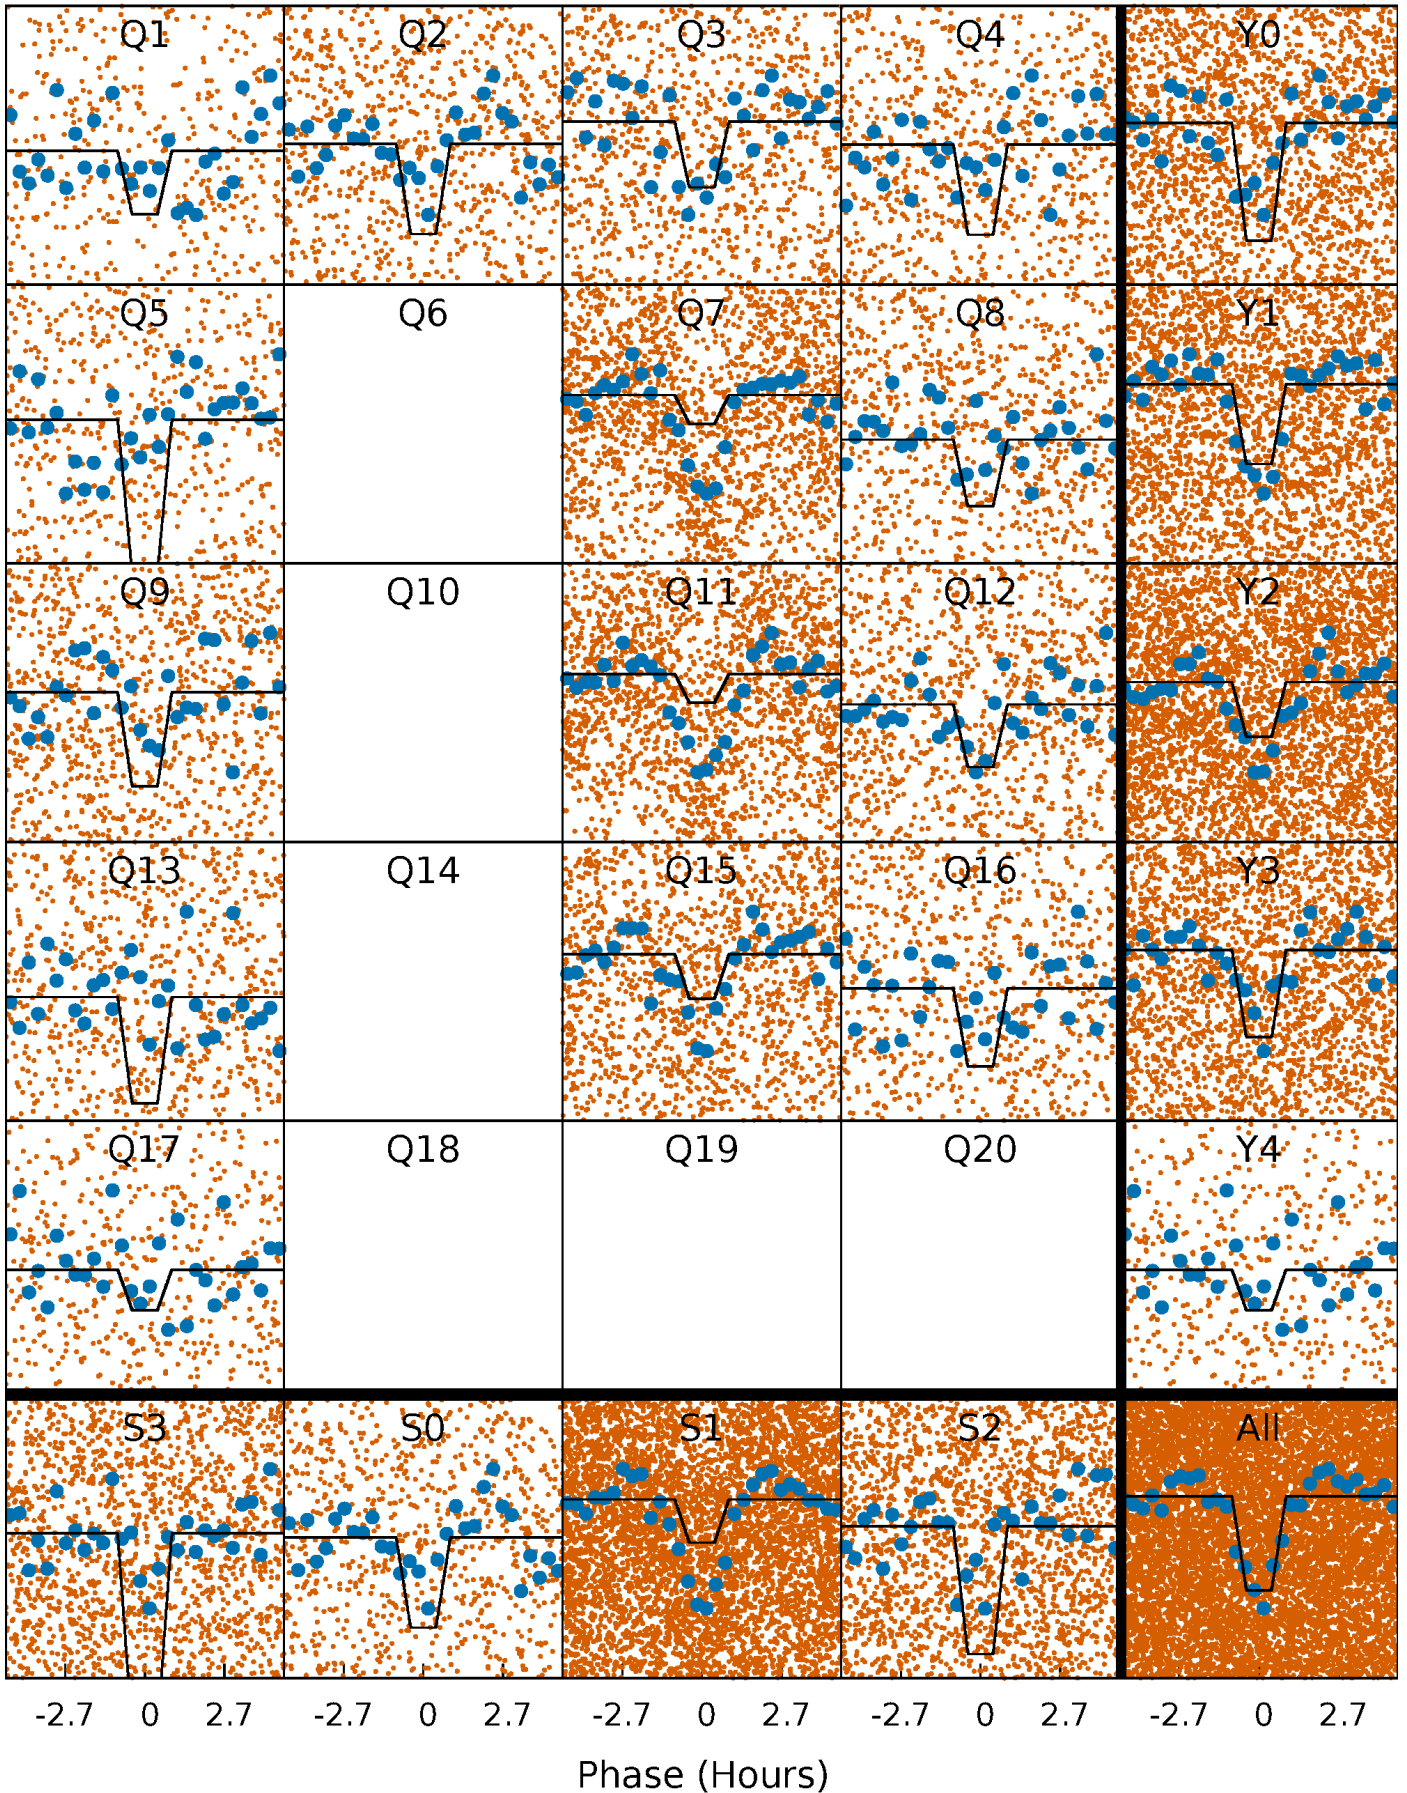 Q1 Q2 Q3 Q4 Y0
Q5 Q6 Q7 Q8 Y1
Q9 Q10 Q11 Q12 Y2
Q13 Q14 Q15 Q16 Y3
Q17 Q18 Q19 Q20 Y4
S3 S0 S1 S2 All
-2.7 0 2.7 -2.7 0 2.7 -2.7 0 2.7 -2.7 0 2.7 -2.7 0 2.7
Phase (Hours)